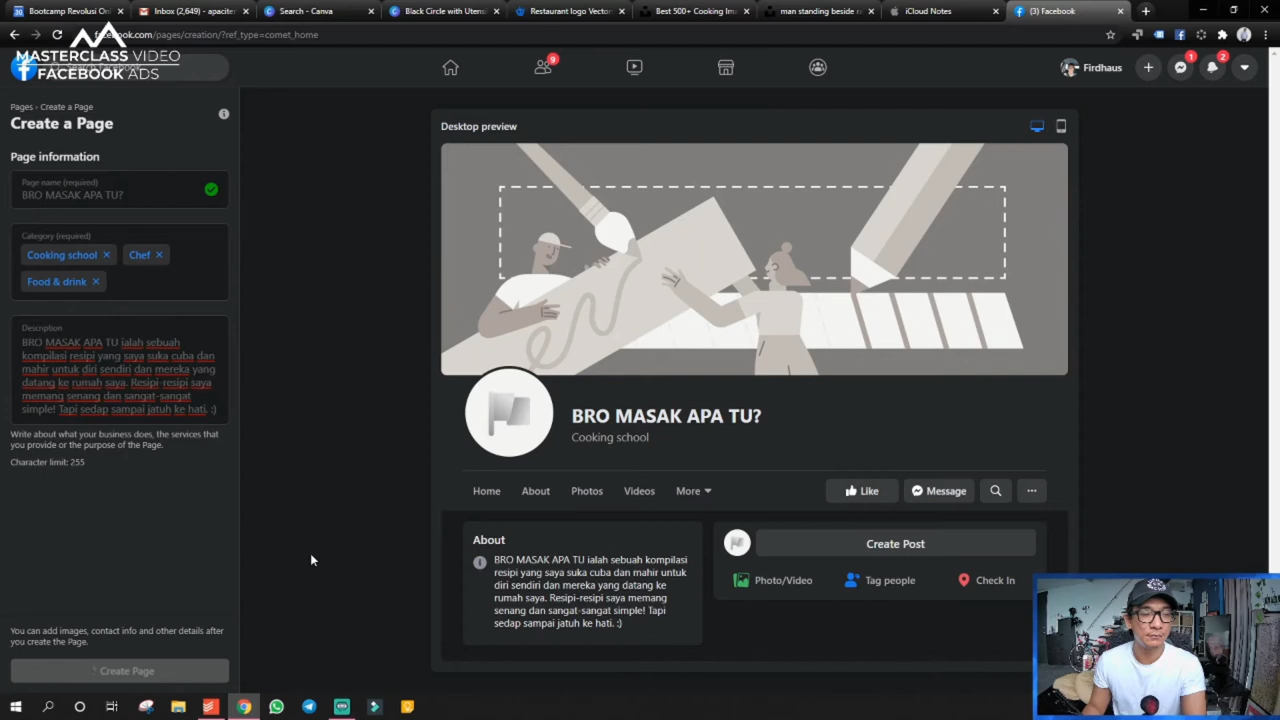 Bootcamp Revolusi Onl
Inbox (2,649) - apaciter
Search - Canva
Black Circle with Utens
Restaurant logo Vector
Best 500+ Cooking Im
man standing beside r
iCloud Notes
(3) Facebook
facebook.com/pages/creation/?ref_type=comet_home
MASTERCLASS VIDEO
FACEBOOK ADS
9
Firdhaus
1
2
Pages › Create a Page
Create a Page
Page information
Page name (required)
BRO MASAK APA TU?
Category (required)
Cooking school
Chef
Food & drink
Description
BRO MASAK APA TU ialah sebuah
kompilasi resipi yang saya suka cuba dan
mahir untuk diri sendiri dan mereka yang
datang ke rumah saya. Resipi-resipi saya
memang senang dan sangat-sangat
simple! Tapi sedap sampai jatuh ke hati. :)
Write about what your business does, the services that
you provide or the purpose of the Page.
Character limit: 255
You can add images, contact info and other details after
you create the Page.
Create Page
Desktop preview
BRO MASAK APA TU?
Cooking school
Home
About
Photos
Videos
More
Like
Message
About
BRO MASAK APA TU ialah sebuah kompilasi
resipi yang saya suka cuba dan mahir untuk
diri sendiri dan mereka yang datang ke
rumah saya. Resipi-resipi saya memang
senang dan sangat-sangat simple! Tapi
sedap sampai jatuh ke hati. :)
Create Post
Photo/Video
Tag people
Check In